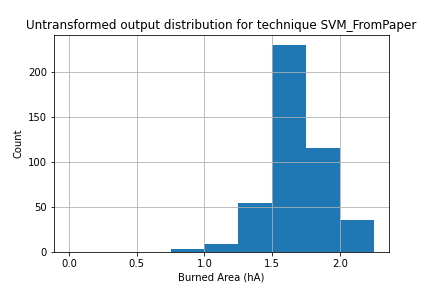 Untransformed output distribution for technique SVM_FromPaper
200
150
100
50
0
Count
0.0 0.5 1.0 1.5 2.0
Burned Area (hA)